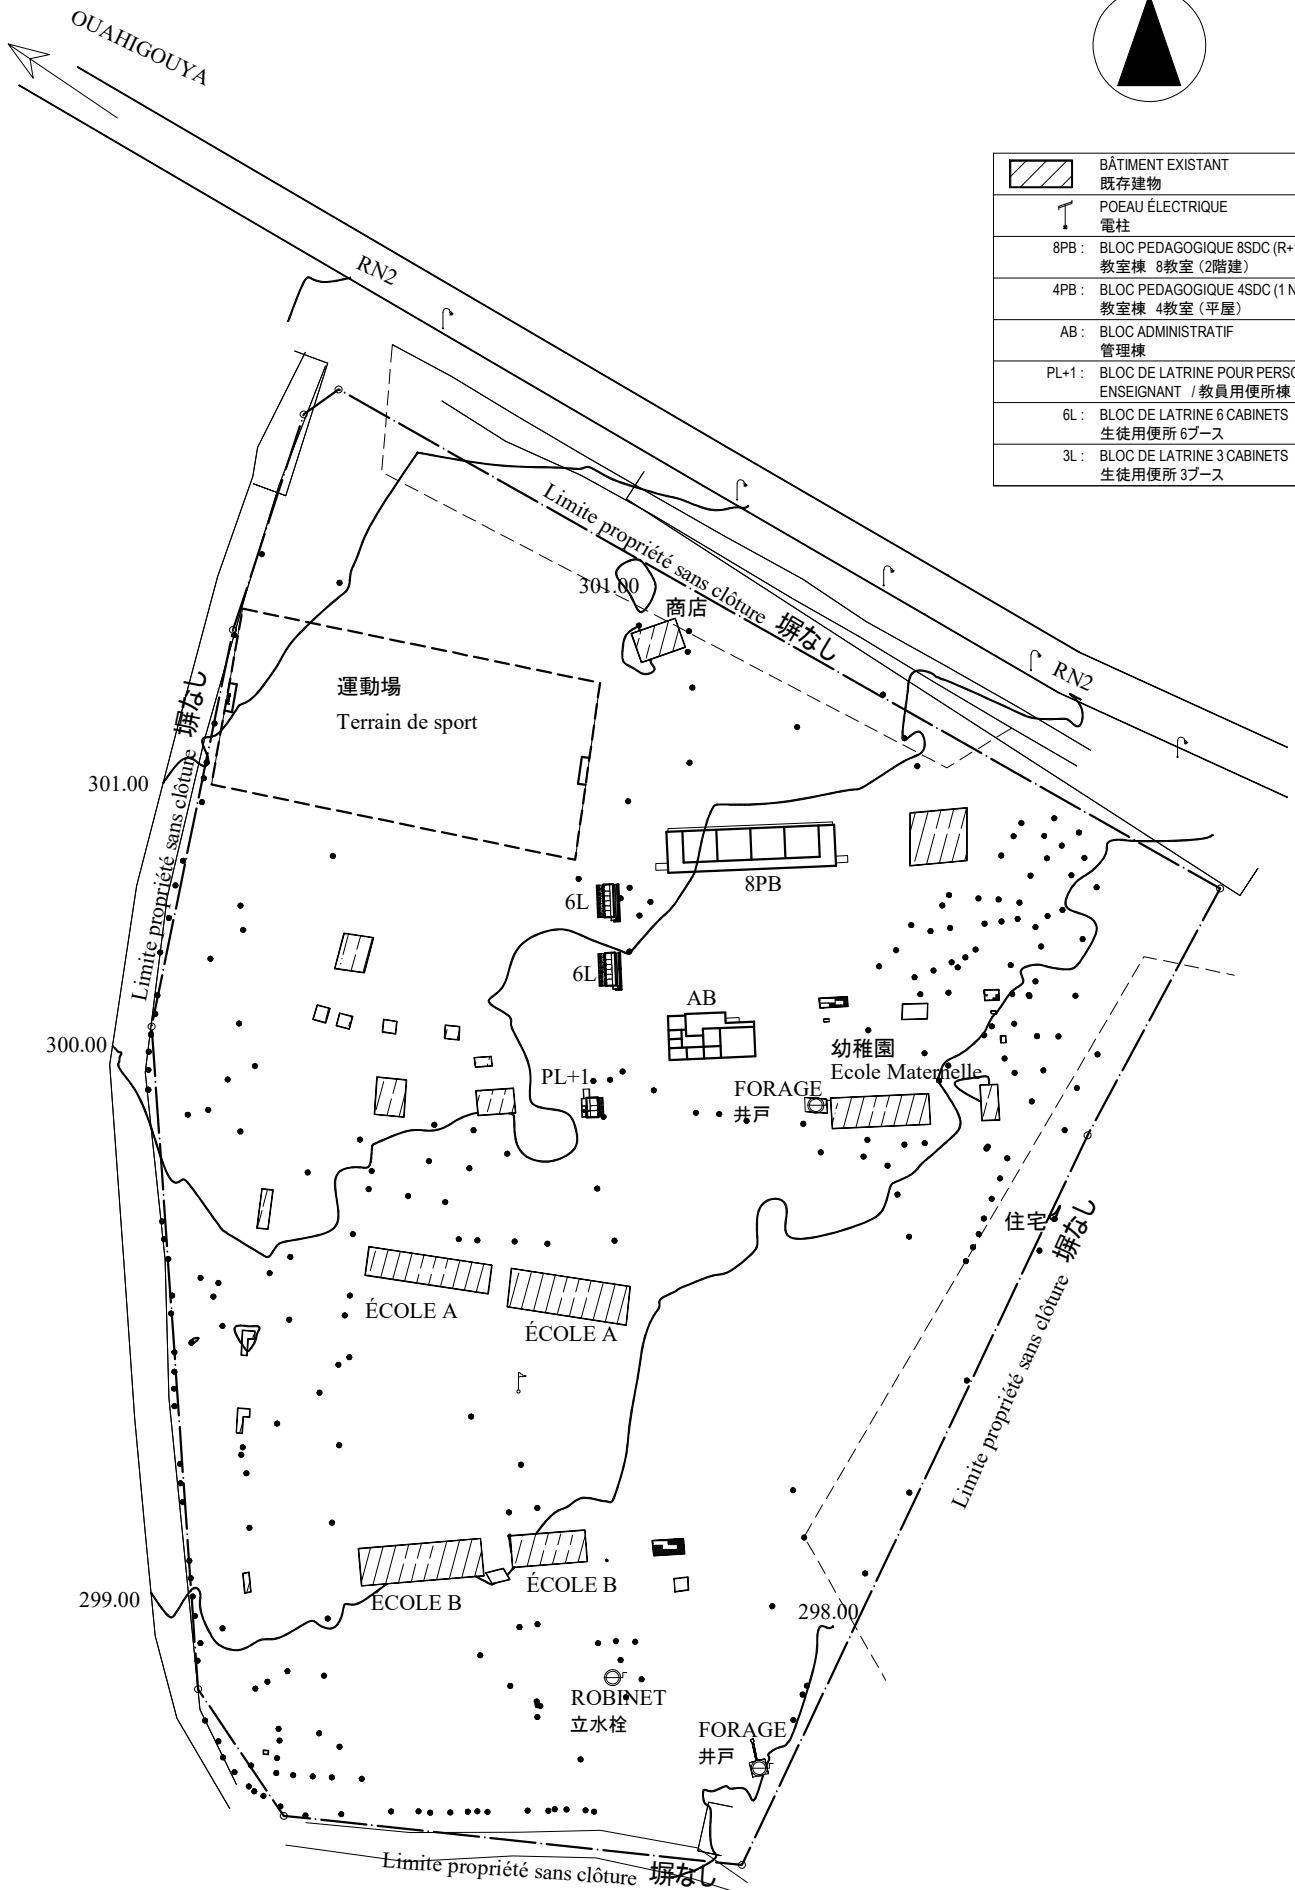 OUAHIGOUYA
BÂTIMENT EXISTANT
既存建物
POEAU ÉLECTRIQUE
電柱
8PB : BLOC PEDAGOGIQUE 8SDC (R+
教室棟 8教室（2階建）
4PB : BLOC PEDAGOGIQUE 4SDC (1 N
教室棟 4教室（平屋）
AB : BLOC ADMINISTRATIF
管理棟
PL+1 : BLOC DE LATRINE POUR PERSO
ENSEIGNANT / 教員用便所棟
6L : BLOC DE LATRINE 6 CABINETS
生徒用便所 6ブース
3L : BLOC DE LATRINE 3 CABINETS
生徒用便所 3ブース
RN2
Limite propriété sans clôture 塀なし
301.00
商店
RN2
運動場
Terrain de sport
301.00
Limite propriété sans clôture 塀なし
8PB
6L
6L
AB
300.00
幼稚園
Ecole Maternelle
PL+1
FORAGE
井戸
住宅
Limite propriété sans clôture 塀なし
ÉCOLE A
ÉCOLE A
ÉCOLE B
ÉCOLE B
299.00
298.00
ROBINET
立水栓
FORAGE
井戸
Limite propriété sans clôture 塀なし